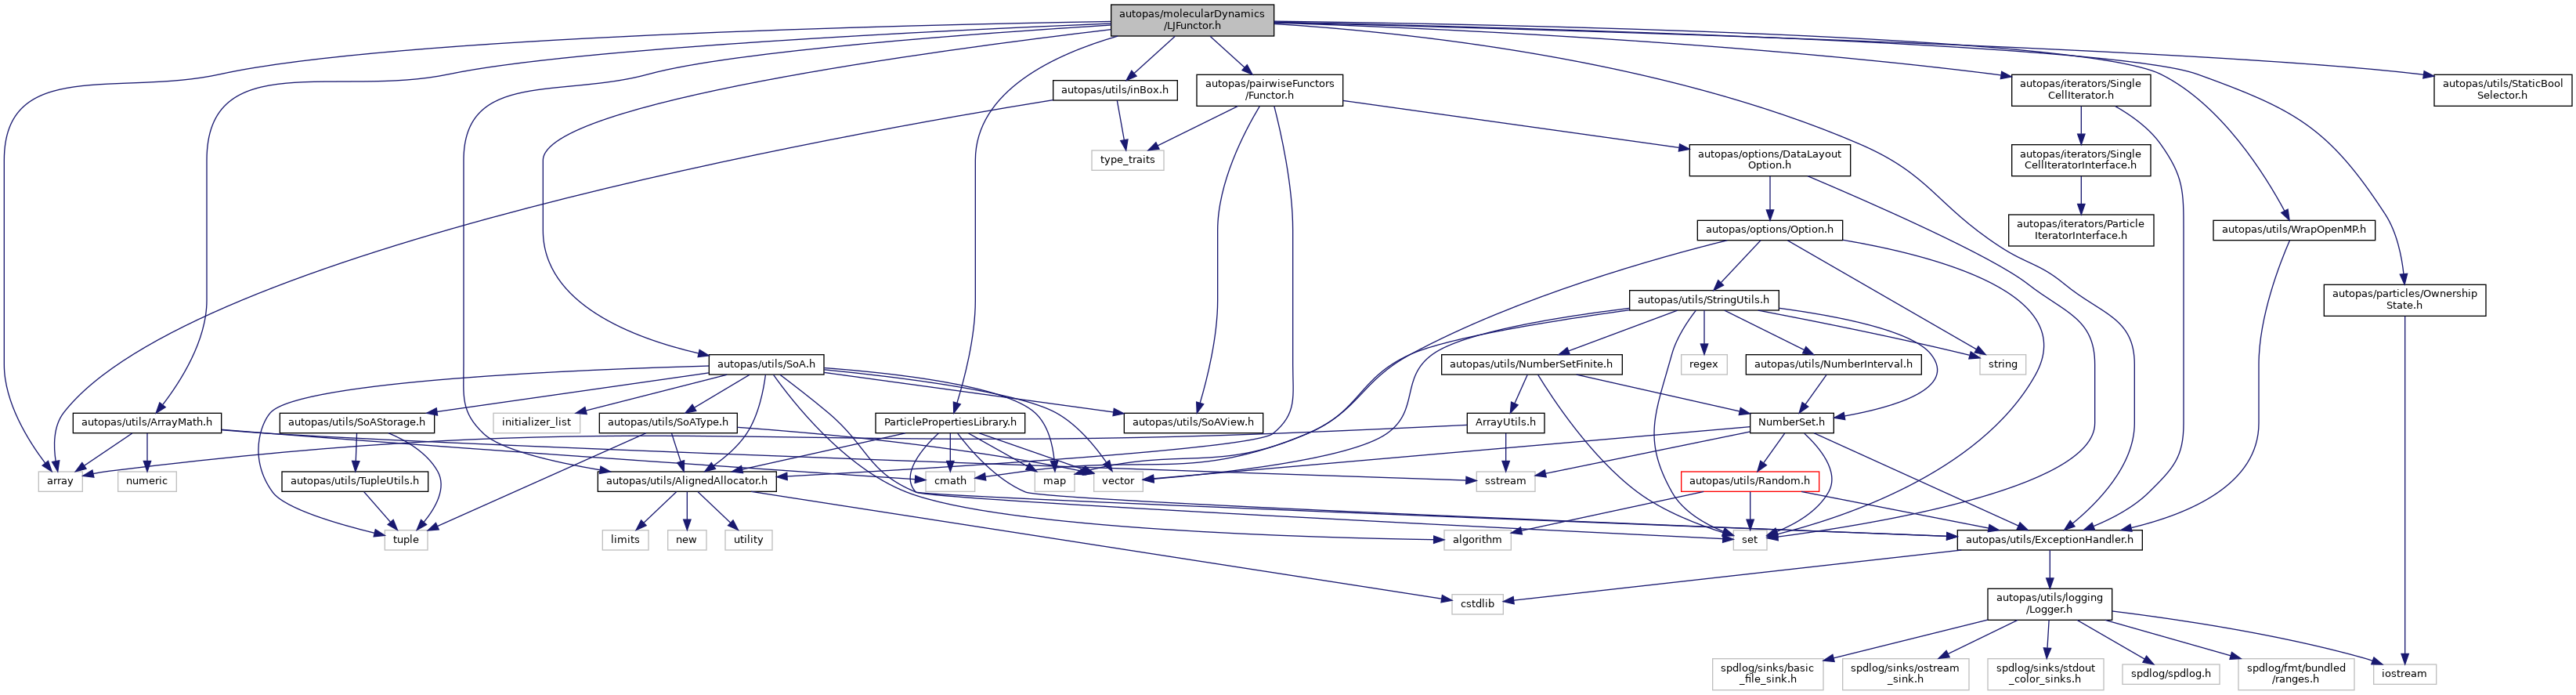 autopas/molecularDynamics
/LJFunctor.h
autopas/utils/inBox.h
autopas/pairwiseFunctors
/Functor.h
autopas/iterators/Single
CellIterator.h
autopas/utils/StaticBool
Selector.h
type_traits
autopas/options/DataLayout
Option.h
autopas/iterators/Single
CellIteratorInterface.h
autopas/options/Option.h
autopas/iterators/Particle
IteratorInterface.h
autopas/utils/WrapOpenMP.h
autopas/utils/StringUtils.h
autopas/particles/Ownership
State.h
autopas/utils/SoA.h
autopas/utils/NumberSetFinite.h
regex
autopas/utils/NumberInterval.h
string
autopas/utils/ArrayMath.h
autopas/utils/SoAStorage.h
initializer_list
autopas/utils/SoAType.h
ParticlePropertiesLibrary.h
autopas/utils/SoAView.h
ArrayUtils.h
NumberSet.h
array
numeric
autopas/utils/TupleUtils.h
autopas/utils/AlignedAllocator.h
cmath
map
vector
sstream
autopas/utils/Random.h
tuple
limits
new
utility
algorithm
set
autopas/utils/ExceptionHandler.h
cstdlib
autopas/utils/logging
/Logger.h
spdlog/sinks/basic
_file_sink.h
spdlog/sinks/ostream
_sink.h
spdlog/sinks/stdout
_color_sinks.h
spdlog/spdlog.h
spdlog/fmt/bundled
/ranges.h
iostream